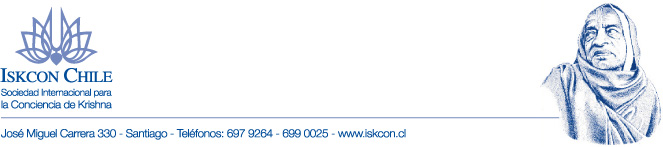 ISKCON CHILE
Sociedad Internacional para
la Conciencia de Krishna
José Miguel Carrera 330 - Santiago - Teléfonos: 697 9264 - 699 0025 - www.iskcon.cl